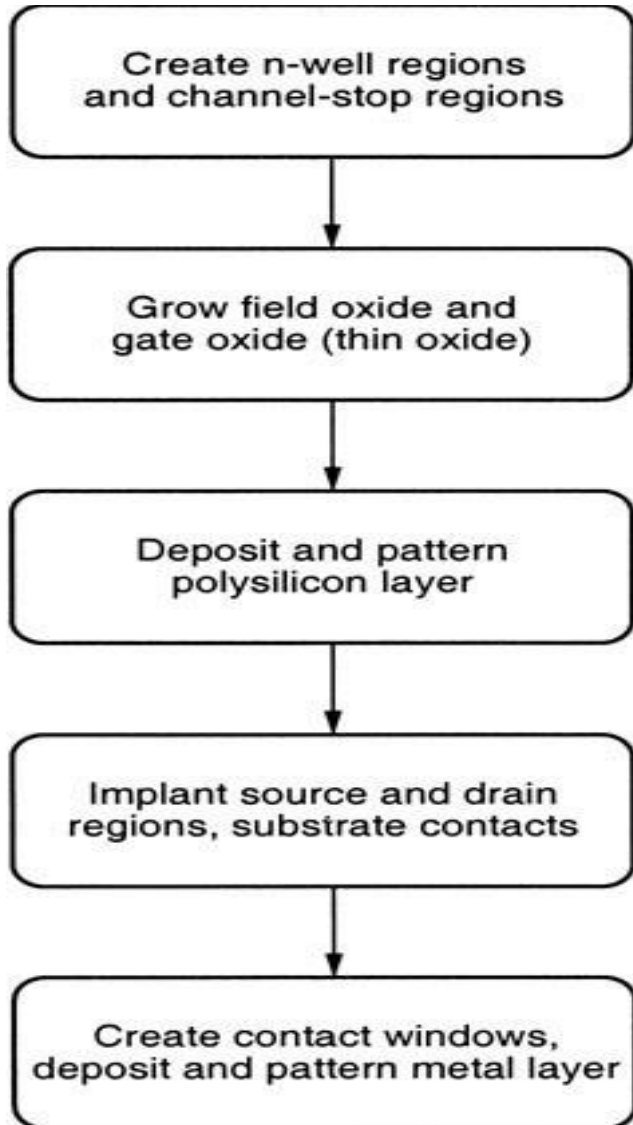 Create n-well regions
and channel-stop regions
Grow field oxide and
gate oxide (thin oxide)
Deposit and pattern
polysilicon layer
Implant source and drain
regions, substrate contacts
Create contact windows,
deposit and pattern metal layer